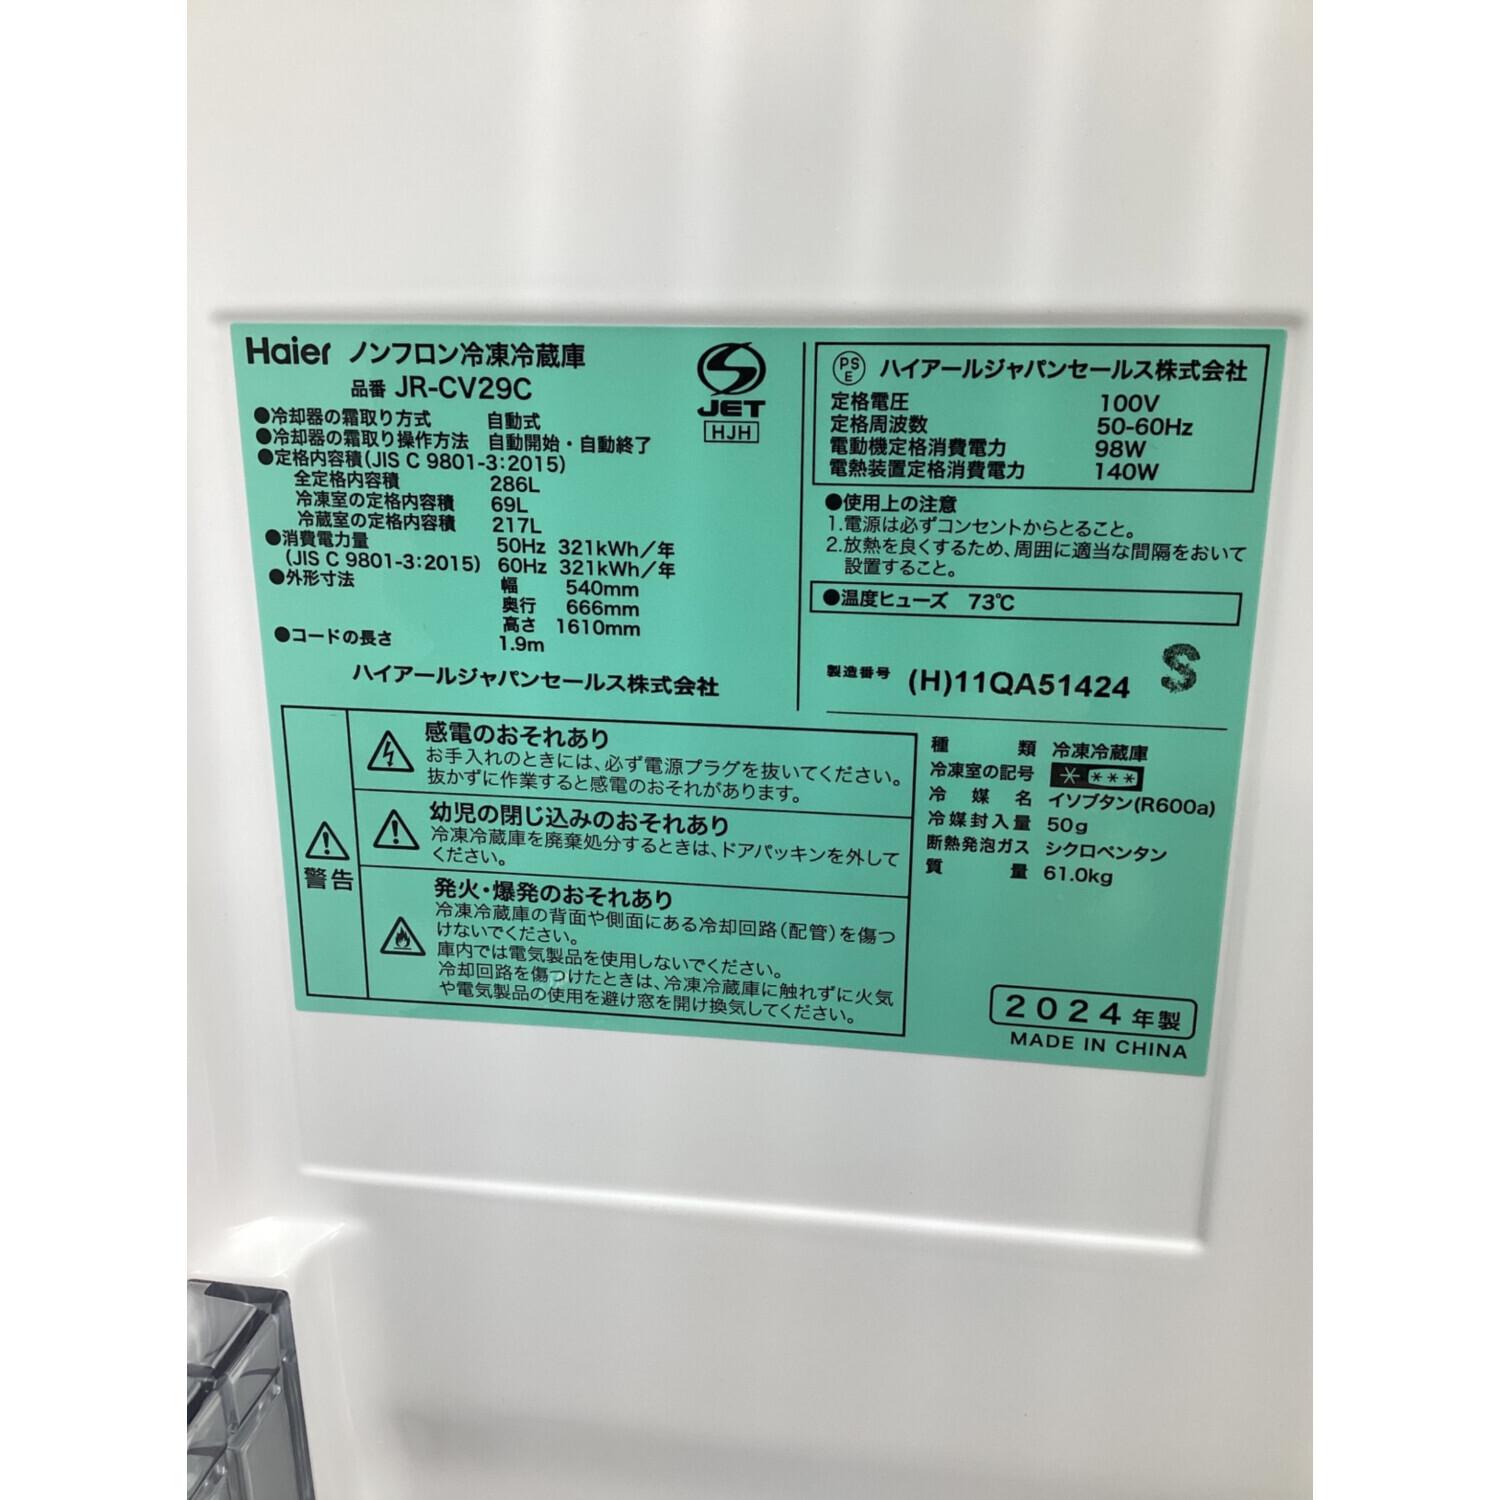 Haier ノンフロン冷凍冷蔵庫
品番 JR-CV29C
●冷却器の霜取り方式 自動式
●冷却器の霜取り操作方法 自動開始・自動終了
●定格内容積(JIS C 9801-3:2015)
全定格内容積 286L
冷凍室の定格内容積 69L
冷蔵室の定格内容積 217L
●消費電力量 50Hz 321kWh/年
(JIS C 9801-3:2015) 60Hz 321kWh/年
●外形寸法 幅 540mm
奥行 666mm
高さ 1610mm
●コードの長さ 1.9m
ハイアールジャパンセールス株式会社
JET
HJH
PS
E
ハイアールジャパンセールス株式会社
定格電圧 100V
定格周波数 50-60Hz
電動機定格消費電力 98W
電熱装置定格消費電力 140W
●使用上の注意
1.電源は必ずコンセントからとること。
2.放熱を良くするため、周囲に適当な間隔をおいて
設置すること。
●温度ヒューズ 73℃
製造番号 (H)11QA51424 S
警告
感電のおそれあり
お手入れのときには、必ず電源プラグを抜いてください。
抜かずに作業すると感電のおそれがあります。
幼児の閉じ込みのおそれあり
冷凍冷蔵庫を廃棄処分するときは、ドアパッキンを外して
ください。
発火・爆発のおそれあり
冷凍冷蔵庫の背面や側面にある冷却回路(配管)を傷つ
けないでください。
庫内では電気製品を使用しないでください。
冷却回路を傷つけたときは、冷凍冷蔵庫に触れずに火気
や電気製品の使用を避け窓を開け換気してください。
種類 冷凍冷蔵庫
冷凍室の記号 ****
冷媒名 イソブタン(R600a)
冷媒封入量 50g
断熱発泡ガス シクロペンタン
質量 61.0kg
2024年製
MADE IN CHINA